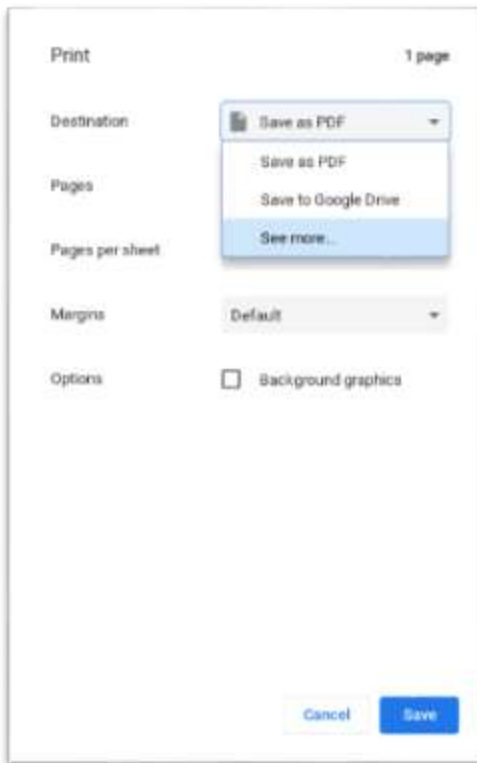 Print 1 page
Destination Save as PDF
Save as PDF
Pages
Save to Google Drive
See more...
Pages per sheet
Margins Default
Options Background graphics
Cancel Save